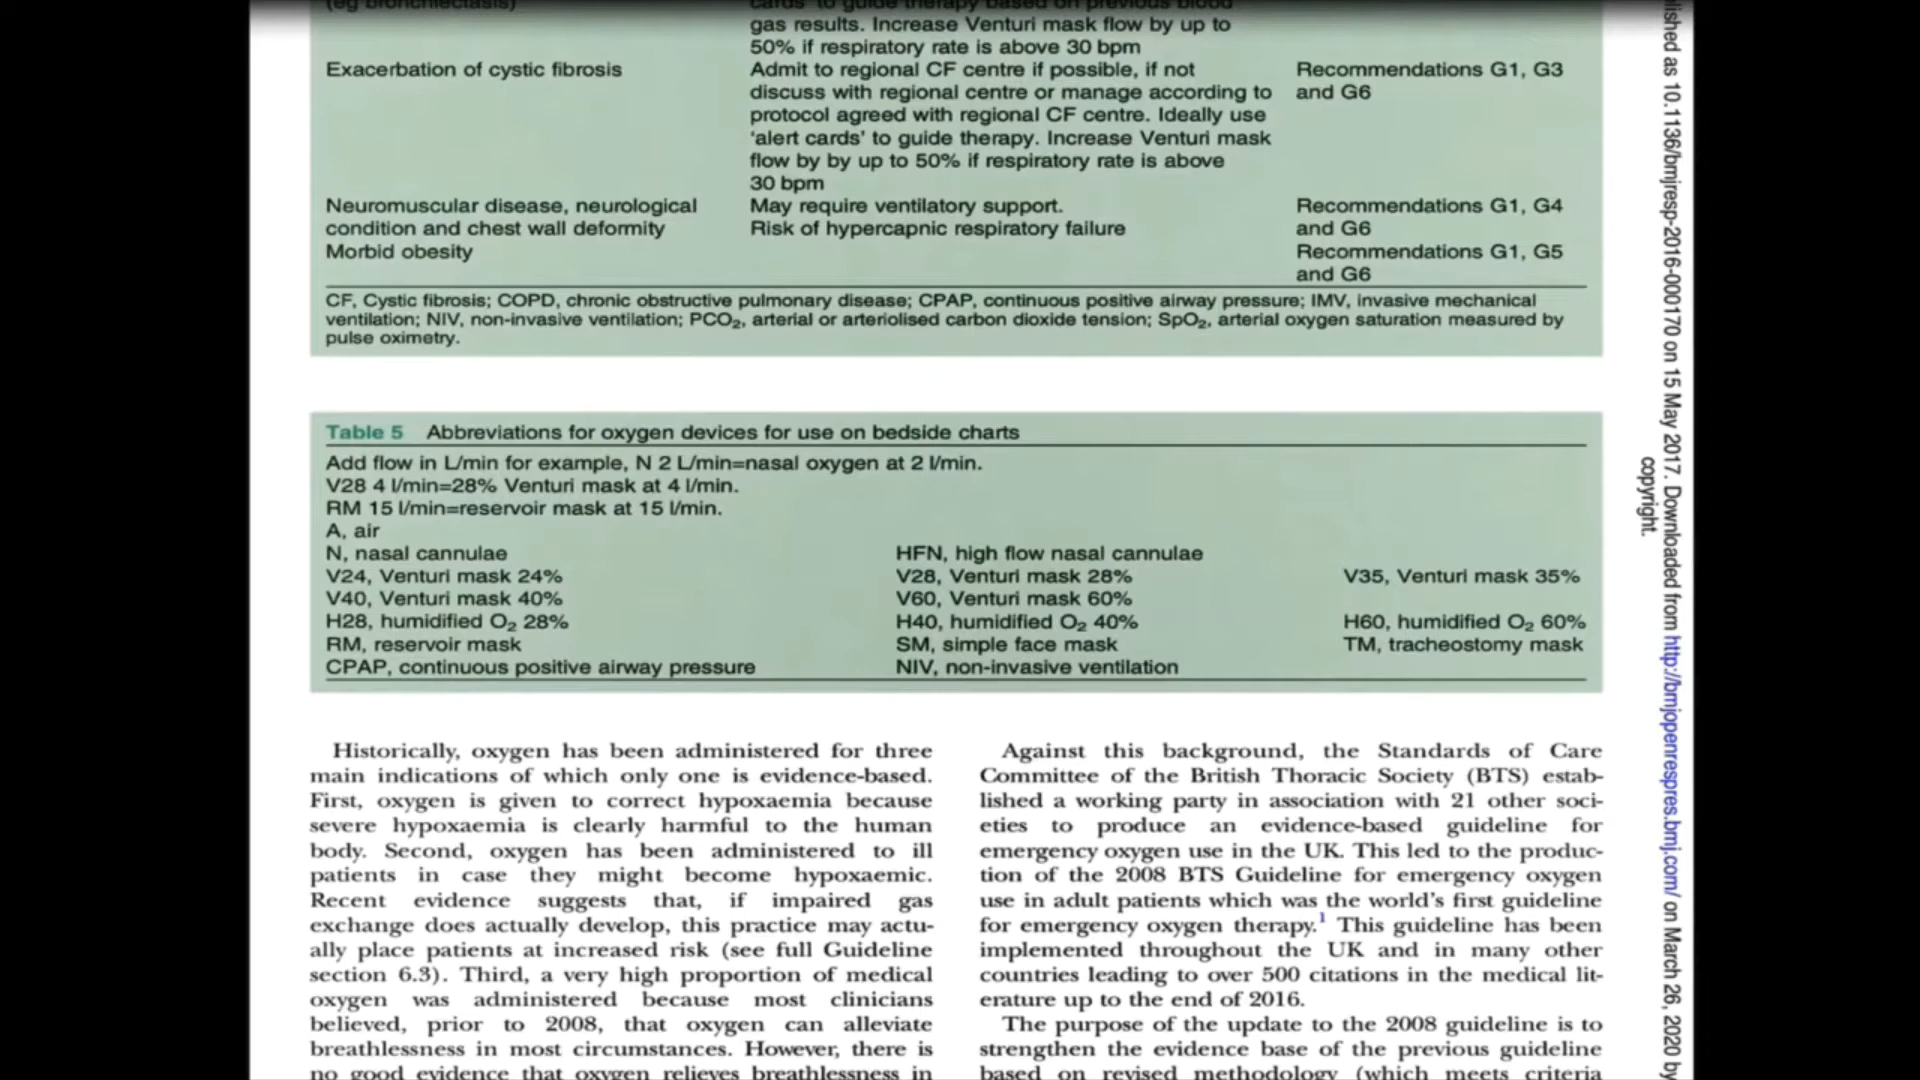 (eg bronchiectasis)
cards' to guide therapy based on previous blood
gas results. Increase Venturi mask flow by up to
50% if respiratory rate is above 30 bpm
Exacerbation of cystic fibrosis
Admit to regional CF centre if possible, if not
discuss with regional centre or manage according to
protocol agreed with regional CF centre. Ideally use
'alert cards' to guide therapy. Increase Venturi mask
flow by by up to 50% if respiratory rate is above
30 bpm
Recommendations G1, G3
and G6
Neuromuscular disease, neurological
condition and chest wall deformity
May require ventilatory support.
Risk of hypercapnic respiratory failure
Recommendations G1, G4
and G6
Morbid obesity
Recommendations G1, G5
and G6
CF, Cystic fibrosis; COPD, chronic obstructive pulmonary disease; CPAP, continuous positive airway pressure; IMV, invasive mechanical
ventilation; NIV, non-invasive ventilation; PCO₂, arterial or arteriolised carbon dioxide tension; SpO₂, arterial oxygen saturation measured by
pulse oximetry.
Table 5 Abbreviations for oxygen devices for use on bedside charts
Add flow in L/min for example, N 2 L/min=nasal oxygen at 2 l/min.
V28 4 l/min=28% Venturi mask at 4 l/min.
RM 15 l/min=reservoir mask at 15 l/min.
A, air
N, nasal cannulae HFN, high flow nasal cannulae
V24, Venturi mask 24% V28, Venturi mask 28% V35, Venturi mask 35%
V40, Venturi mask 40% V60, Venturi mask 60%
H28, humidified O₂ 28% H40, humidified O₂ 40% H60, humidified O₂ 60%
RM, reservoir mask SM, simple face mask TM, tracheostomy mask
CPAP, continuous positive airway pressure NIV, non-invasive ventilation
Historically, oxygen has been administered for three
main indications of which only one is evidence-based.
First, oxygen is given to correct hypoxaemia because
severe hypoxaemia is clearly harmful to the human
body. Second, oxygen has been administered to ill
patients in case they might become hypoxaemic.
Recent evidence suggests that, if impaired gas
exchange does actually develop, this practice may actu-
ally place patients at increased risk (see full Guideline
section 6.3). Third, a very high proportion of medical
oxygen was administered because most clinicians
believed, prior to 2008, that oxygen can alleviate
breathlessness in most circumstances. However, there is
no good evidence that oxygen relieves breathlessness in
Against this background, the Standards of Care
Committee of the British Thoracic Society (BTS) estab-
lished a working party in association with 21 other soci-
eties to produce an evidence-based guideline for
emergency oxygen use in the UK. This led to the produc-
tion of the 2008 BTS Guideline for emergency oxygen
use in adult patients which was the world's first guideline
for emergency oxygen therapy.¹ This guideline has been
implemented throughout the UK and in many other
countries leading to over 500 citations in the medical lit-
erature up to the end of 2016.
The purpose of the update to the 2008 guideline is to
strengthen the evidence base of the previous guideline
based on revised methodology (which meets criteria
lished as 10.1136/bmjresp-2016-000170 on 15 May 2017. Downloaded from http://bmjopenrespres.bmj.com/ on March 26, 2020 by
copyright.